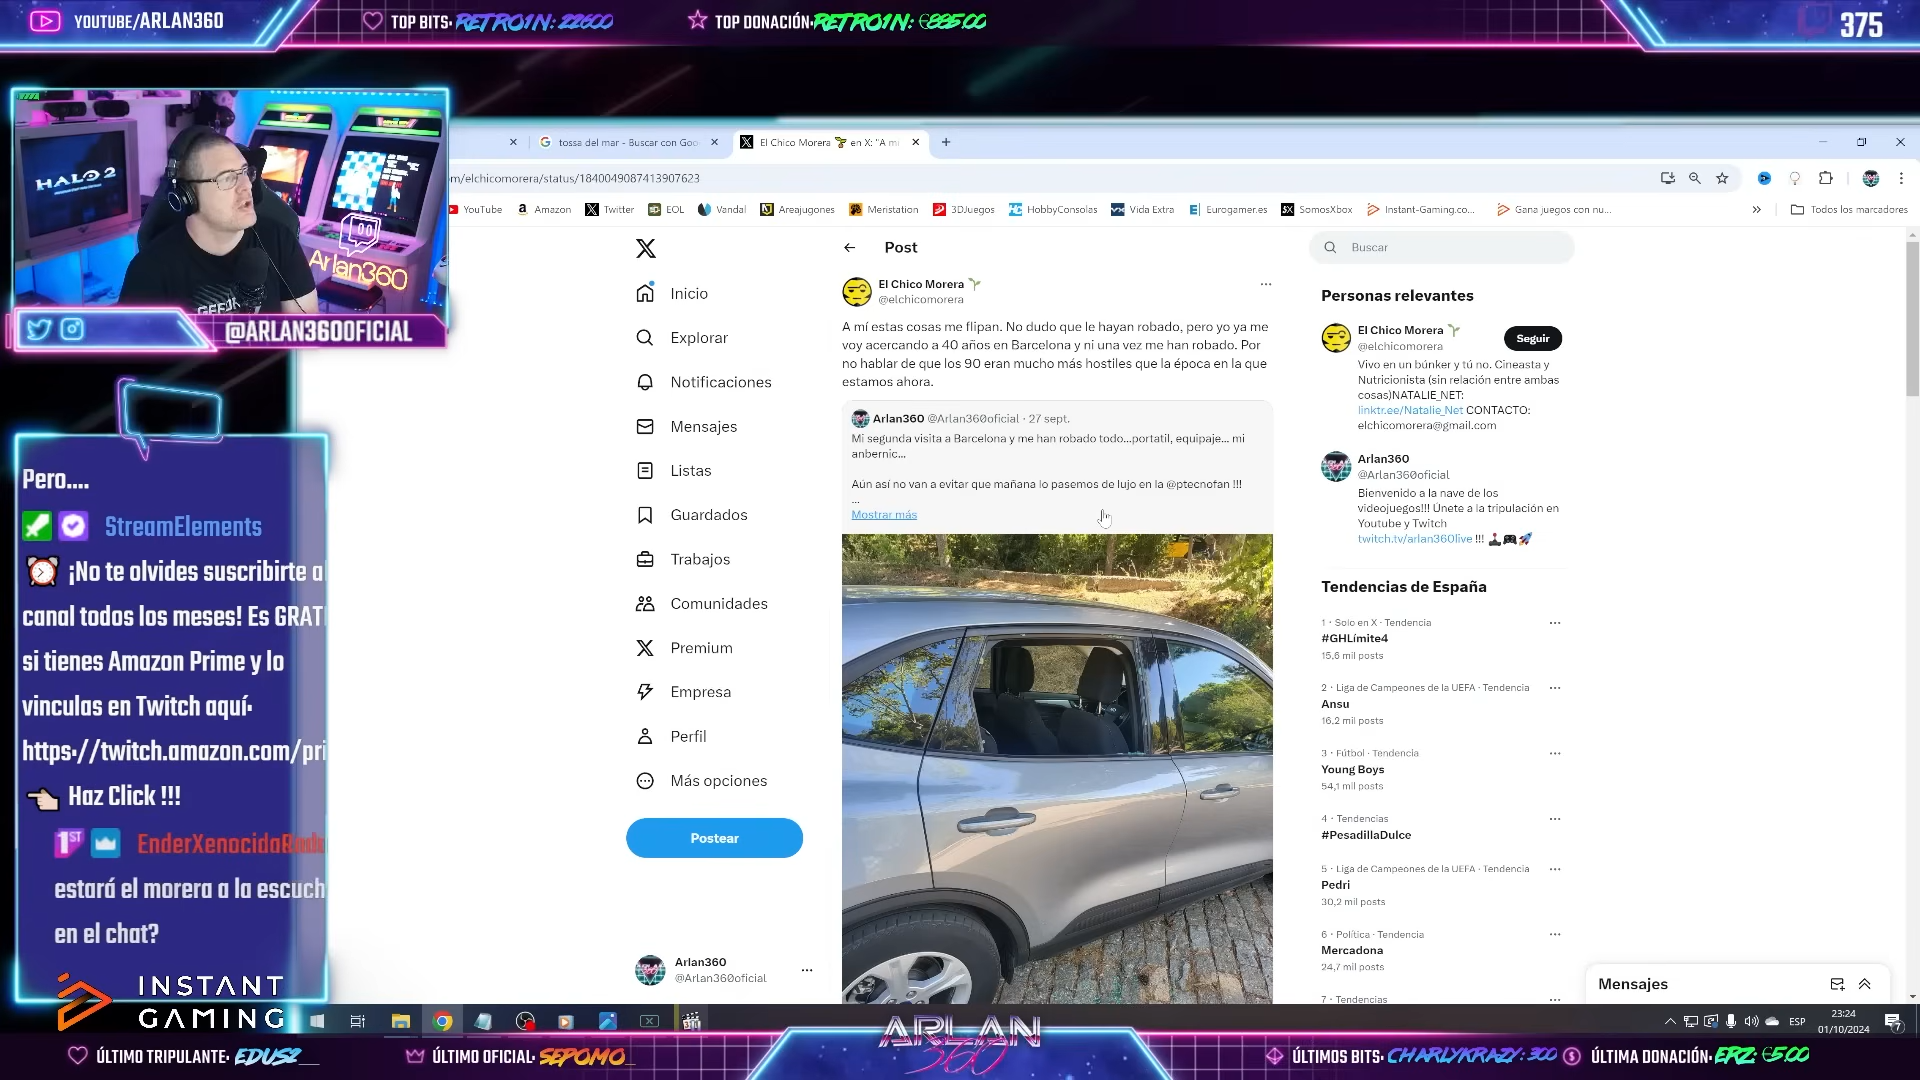 YOUTUBE/ARLAN360
TOP BITS: RETRO1N: 22600
TOP DONACIÓN: RETRO1N: €885.00
375
HALO 2
Arlan360
@ARLAN360OFICIAL
Pero....
StreamElements
¡No te olvides suscribirte al
canal todos los meses! Es GRATI
si tienes Amazon Prime y lo
vinculas en Twitch aquí:
https://twitch.amazon.com/pri
Haz Click !!!
1ST EnderXenocida
estará el morera a la escuch
en el chat?
INSTANT
GAMING
tossa del mar - Buscar con Goo
El Chico Morera en X: "A mí
m/elchicomorera/status/1840049087413907623
YouTube
Amazon
Twitter
EOL
Vandal
Areajugones
Meristation
3DJuegos
HobbyConsolas
Vida Extra
Eurogamer.es
SomosXbox
Instant-Gaming.co...
Gana juegos con nu...
Todos los marcadores
Inicio
Explorar
Notificaciones
Mensajes
Listas
Guardados
Trabajos
Comunidades
Premium
Empresa
Perfil
Más opciones
Postear
Arlan360
@Arlan360oficial
Post
El Chico Morera
@elchicomorera
A mí estas cosas me flipan. No dudo que le hayan robado, pero yo ya me
voy acercando a 40 años en Barcelona y ni una vez me han robado. Por
no hablar de que los 90 eran mucho más hostiles que la época en la que
estamos ahora.
Arlan360 @Arlan360oficial · 27 sept.
Mi segunda visita a Barcelona y me han robado todo...portatil, equipaje... mi
anbernic...
Aún así no van a evitar que mañana lo pasemos de lujo en la @ptecnofan !!!
...
Mostrar más
Buscar
Personas relevantes
El Chico Morera
@elchicomorera
Seguir
Vivo en un búnker y tú no. Cineasta y
Nutricionista (sin relación entre ambas
cosas)NATALIE_NET:
linktr.ee/Natalie_Net CONTACTO:
elchicomorera@gmail.com
Arlan360
@Arlan360oficial
Bienvenido a la nave de los
videojuegos!!! Únete a la tripulación en
Youtube y Twitch
twitch.tv/arlan360live !!!
Tendencias de España
1 · Solo en X · Tendencia
#GHLímite4
15,6 mil posts
2 · Liga de Campeones de la UEFA · Tendencia
Ansu
16,2 mil posts
3 · Fútbol · Tendencia
Young Boys
54,1 mil posts
4 · Tendencias
#PesadillaDulce
5 · Liga de Campeones de la UEFA · Tendencia
Pedri
30,2 mil posts
6 · Política · Tendencia
Mercadona
24,7 mil posts
7 · Tendencias
Mensajes
ESP
23:24
01/10/2024
ÚLTIMO TRIPULANTE: EDUSZ__
ÚLTIMO OFICIAL: SEPOMO_
ARLAN
360
ÚLTIMOS BITS: CHARLYKRAZY: 300
ÚLTIMA DONACIÓN: ERZ: €5.00